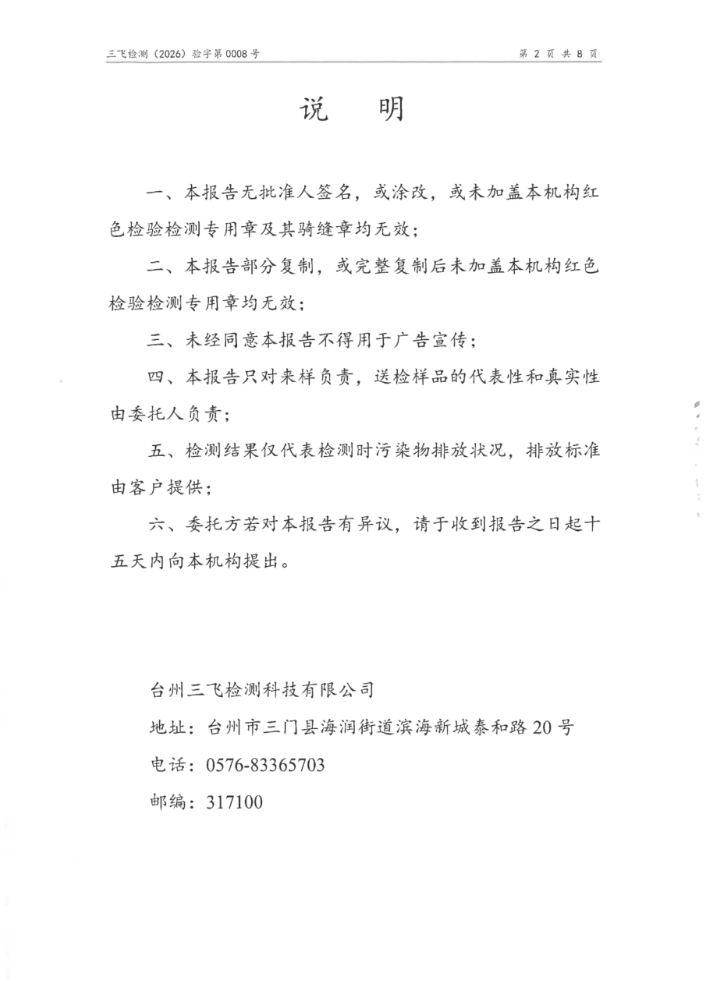 三飞检测（2026）验字第0008号
第 2 页 共 8 页
说 明
一、本报告无批准人签名，或涂改，或未加盖本机构红
色检验检测专用章及其骑缝章均无效；
二、本报告部分复制，或完整复制后未加盖本机构红色
检验检测专用章均无效；
三、未经同意本报告不得用于广告宣传；
四、本报告只对来样负责，送检样品的代表性和真实性
由委托人负责；
五、检测结果仅代表检测时污染物排放状况，排放标准
由客户提供；
六、委托方若对本报告有异议，请于收到报告之日起十
五天内向本机构提出。
台州三飞检测科技有限公司
地址：台州市三门县海润街道滨海新城泰和路 20 号
电话：0576-83365703
邮编：317100